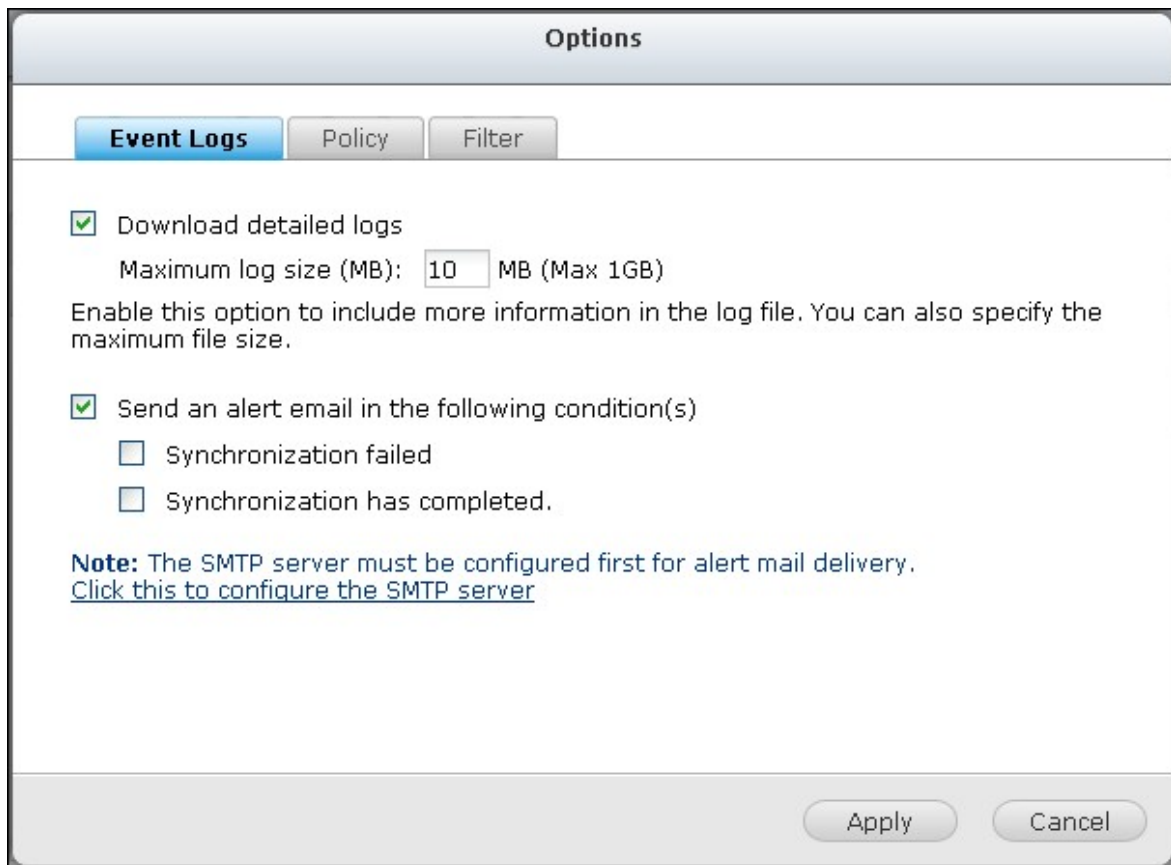 Options
Event Logs
Policy
Filter
Download detailed logs
Maximum log size (MB): 10 MB (Max 1GB)
Enable this option to include more information in the log file. You can also specify the
maximum file size.
Send an alert email in the following condition(s)
Synchronization failed
Synchronization has completed.
Note: The SMTP server must be configured first for alert mail delivery.
Click this to configure the SMTP server
Apply
Cancel